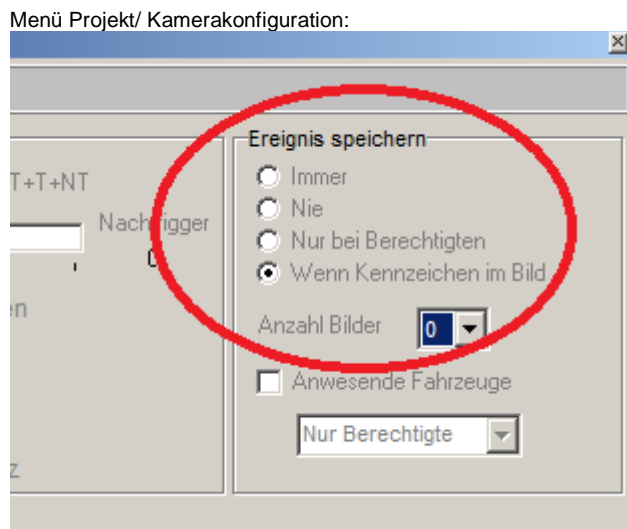 Menü Projekt/ Kamerakonfiguration:
Ereignis speichern
T+T+NT
Immer
Nie
Nur bei Berechtigten
Wenn Kennzeichen im Bild
en
Anzahl Bilder 0
Anwesende Fahrzeuge
Nur Berechtigte
z